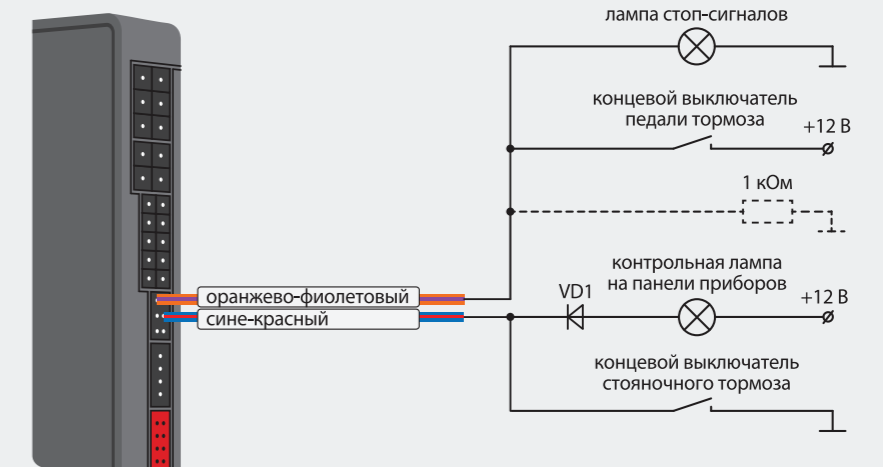 лампа стоп-сигналов
концевой выключатель
педали тормоза
+12 В
1 кОм
оранжево-фиолетовый
сине-красный
VD1
контрольная лампа
на панели приборов
+12 В
концевой выключатель
стояночного тормоза